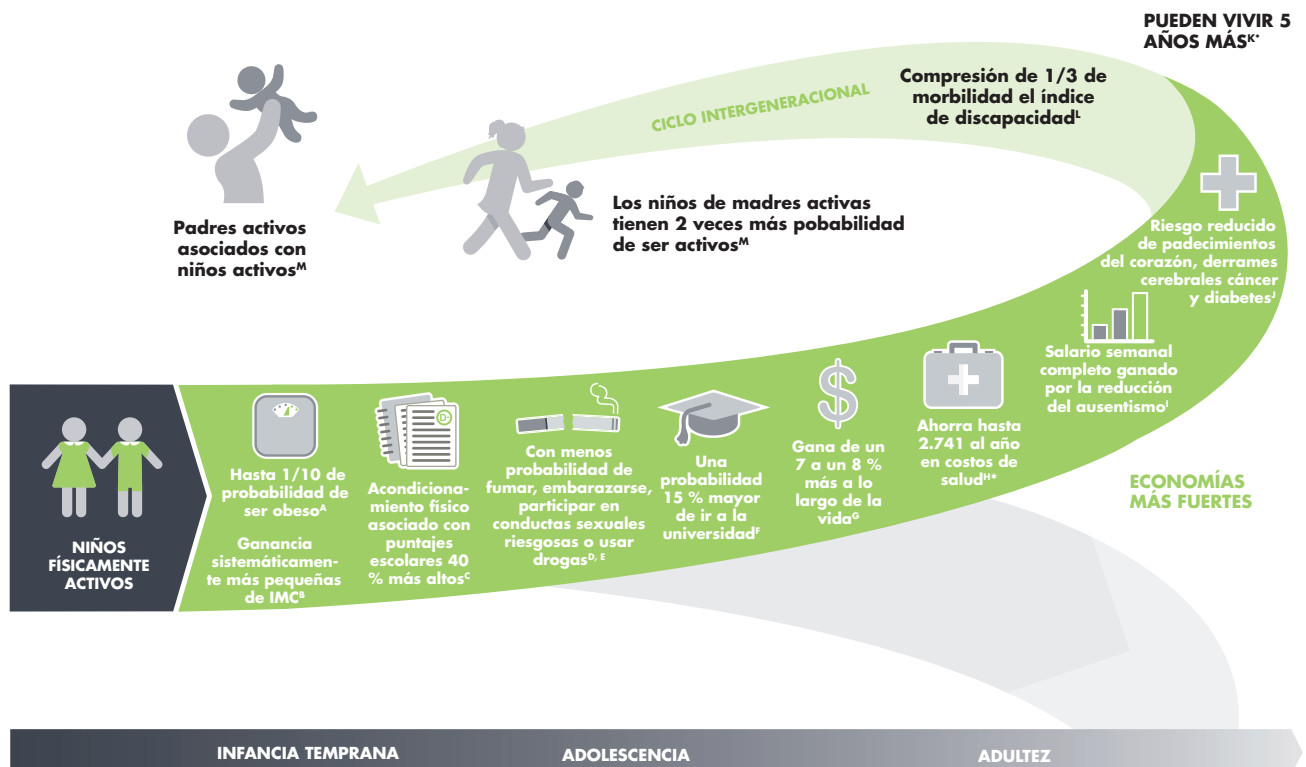 PUEDEN VIVIR 5
AÑOS MÁSᴷ*
Compresión de 1/3 de
morbilidad el índice
de discapacidadᴸ
CICLO INTERGENERACIONAL
Padres activos
asociados con
niños activosᴹ
Los niños de madres activas
tienen 2 veces más pobabilidad
de ser activosᴹ
Riesgo reducido
de padecimientos
del corazón, derrames
cerebrales cáncer
y diabetesᴶ
Salario semanal
completo ganado
por la reducción
del ausentismoᴵ
Ahorra hasta
2.741 al año
en costos de
saludᴴ*
Gana de un
7 a un 8 %
más a lo
largo de la
vidaᴳ
Una
probabilidad
15 % mayor
de ir a la
universidadꟳ
Con menos
probabilidad de
fumar, embarazarse,
participar en
conductas sexuales
riesgosas o usar
drogasᴰ, ᴱ
D-
Acondiciona-
miento físico
asociado con
puntajes
escolares 40
% más altosᶜ
Hasta 1/10 de
probabilidad de
ser obesoᴬ
Ganancia
sistemáticamen-
te más pequeñas
de IMCᴮ
NIÑOS
FÍSICAMENTE
ACTIVOS
ECONOMÍAS
MÁS FUERTES
INFANCIA TEMPRANA
ADOLESCENCIA
ADULTEZ